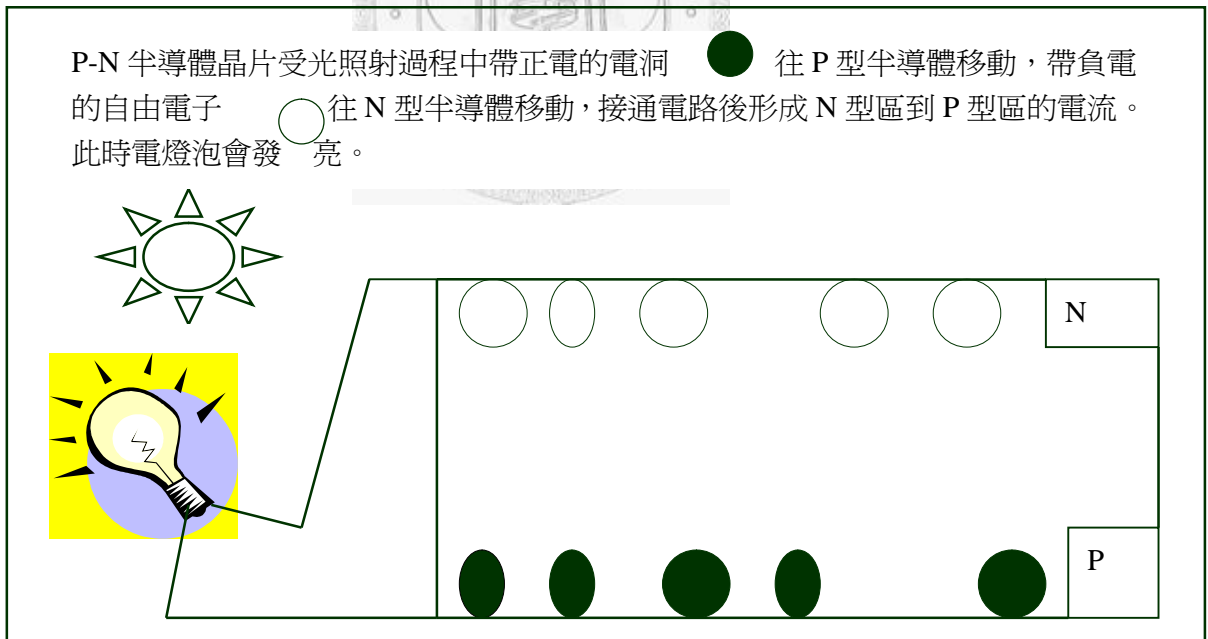 P-N 半導體晶片受光照射過程中帶正電的電洞 往 P 型半導體移動，帶負電
的自由電子 往 N 型半導體移動，接通電路後形成 N 型區到 P 型區的電流。
此時電燈泡會發 亮。
N
P